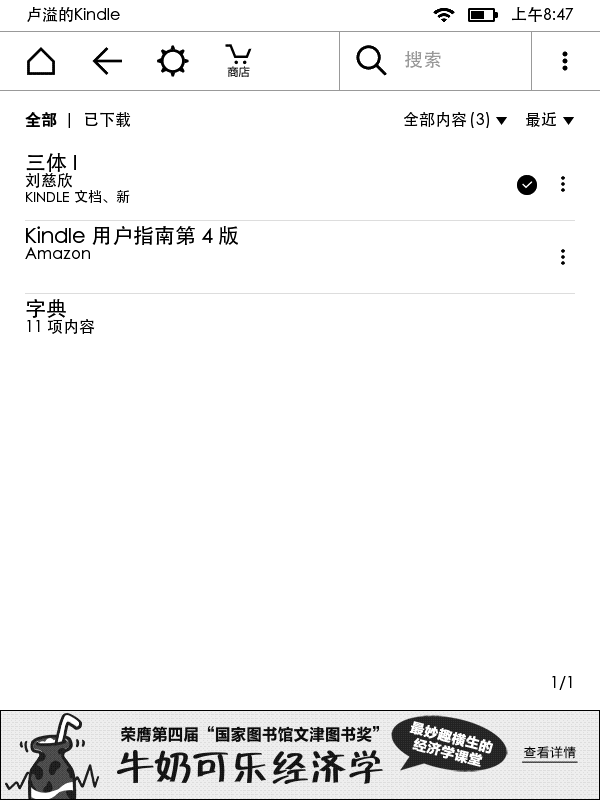 卢溢的Kindle 上午8:47
商店 搜索
全部 | 已下载 全部内容(3) 最近
三体 I
刘慈欣
KINDLE 文档、新
Kindle 用户指南第 4 版
Amazon
字典
11 项内容
1/1
荣膺第四届“国家图书馆文津图书奖”
牛奶可乐经济学
最妙趣横生的
经济学课堂
查看详情